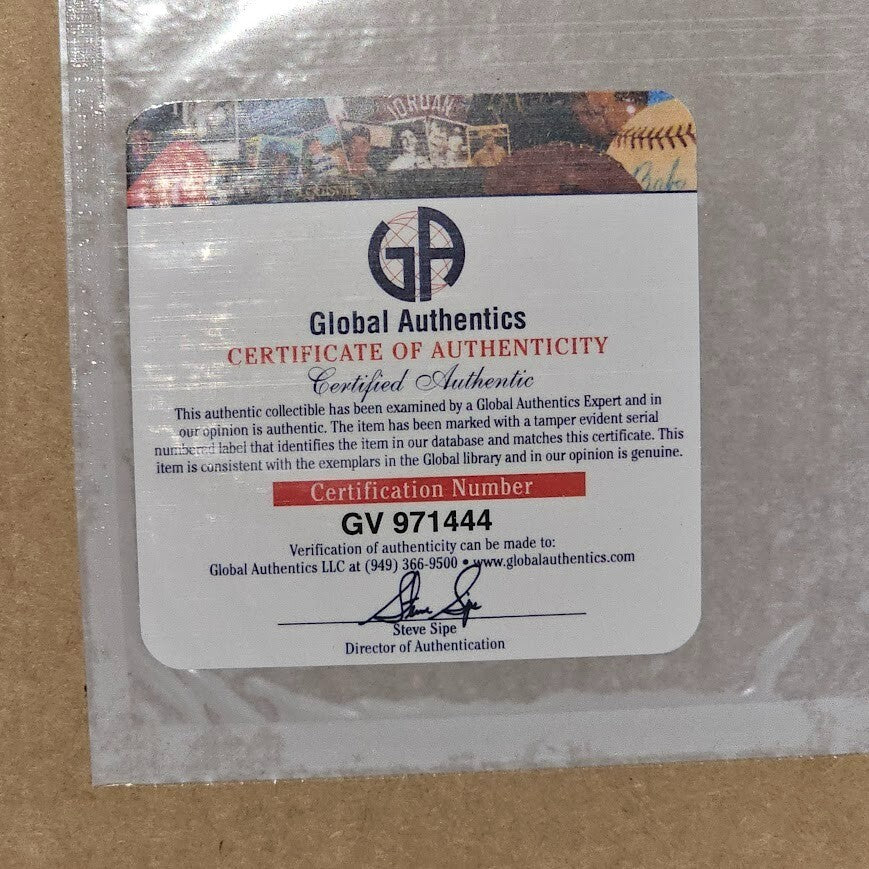 JORDAN
GA
Global Authentics
CERTIFICATE OF AUTHENTICITY
Certified Authentic
This authentic collectible has been examined by a Global Authentics Expert and in
our opinion is authentic. The item has been marked with a tamper evident serial
numbered label that identifies the item in our database and matches this certificate. This
item is consistent with the exemplars in the Global library and in our opinion is genuine.
Certification Number
GV 971444
Verification of authenticity can be made to:
Global Authentics LLC at (949) 366-9500 • www.globalauthentics.com
Steve Sipe
Steve Sipe
Director of Authentication